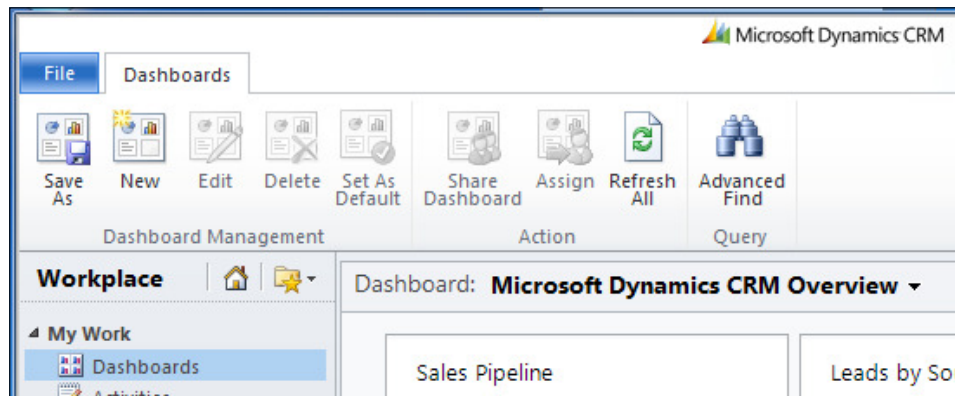 Microsoft Dynamics CRM
File Dashboards
Save As New Edit Delete Set As Default Share Dashboard Assign Refresh All Advanced Find
Dashboard Management Action Query
Workplace
Dashboard: Microsoft Dynamics CRM Overview
My Work
Dashboards
Sales Pipeline Leads by So
Activities